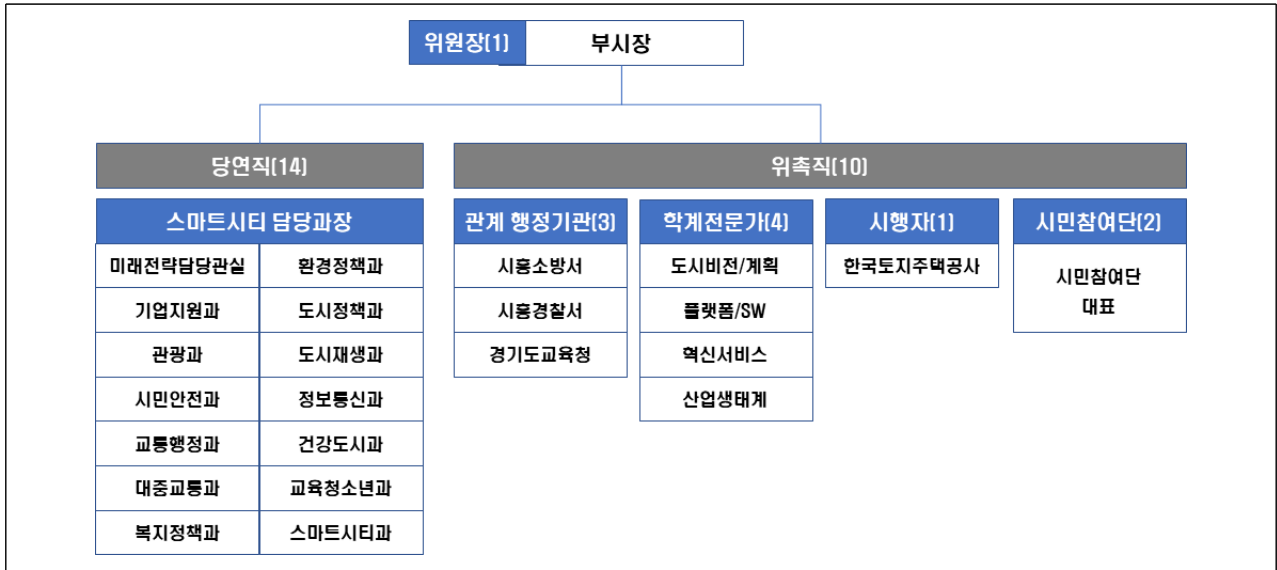 위원장(1) 부시장
당연직(14)
위촉직(10)
스마트시티 담당과장
관계 행정기관(3)
학계전문가(4)
시행자(1)
시민참여단(2)
미래전략담당관실 환경정책과
기업지원과 도시정책과
관광과 도시재생과
시민안전과 정보통신과
교통행정과 건강도시과
대중교통과 교육청소년과
복지정책과 스마트시티과
시흥소방서
시흥경찰서
경기도교육청
도시비전/계획
플랫폼/SW
혁신서비스
산업생태계
한국토지주택공사
시민참여단
대표